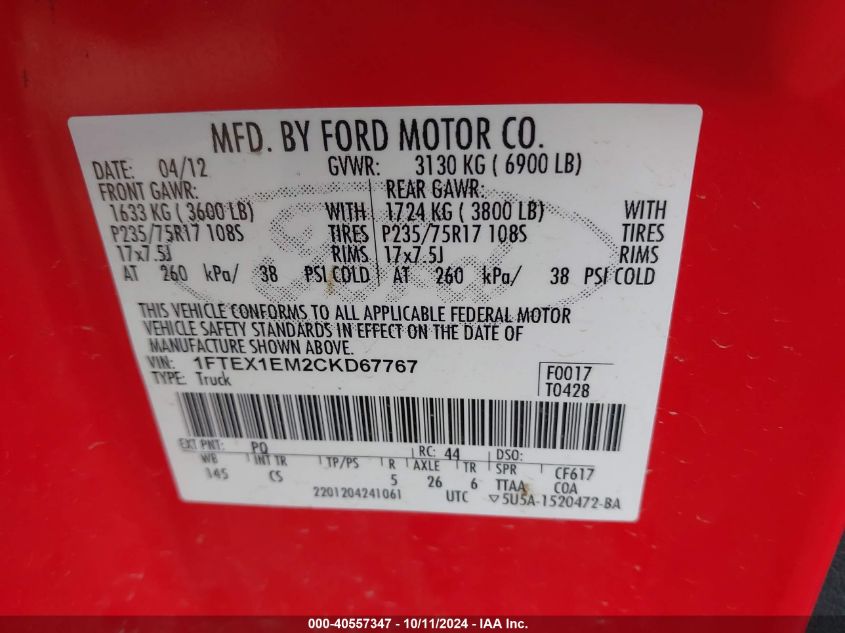 MFD. BY FORD MOTOR CO.
DATE: 04/12 GVWR: 3130 KG ( 6900 LB)
FRONT GAWR: REAR GAWR:
1633 KG ( 3600 LB) WITH 1724 KG ( 3800 LB) WITH
P235/75R17 108S TIRES P235/75R17 108S TIRES
17x7.5J RIMS 17x7.5J RIMS
AT 260 kPa/ 38 PSI COLD AT 260 kPa/ 38 PSI COLD
THIS VEHICLE CONFORMS TO ALL APPLICABLE FEDERAL MOTOR
VEHICLE SAFETY STANDARDS IN EFFECT ON THE DATE OF
MANUFACTURE SHOWN ABOVE.
VIN: 1FTEX1EM2CKD67767 F0017
TYPE: Truck T0428
EXT PNT: PQ RC: 44 DSO:
WB INT TR TP/PS R AXLE TR SPR CF617
145 CS 5 26 6 TTAA COA
2201204241061 UTC ▽5U5A-1520472-BA
Ford
000-40557347 - 10/11/2024 - IAA Inc.